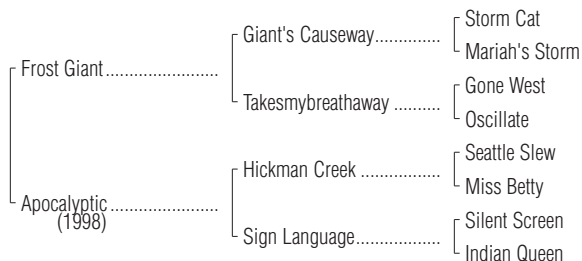 Storm Cat
Giant's Causeway..............
Mariah's Storm
Frost Giant........................
Gone West
Takesmybreathaway ..........
Oscillate
Seattle Slew
Hickman Creek .................
Miss Betty
Apocalyptic.......................
(1998)
Silent Screen
Sign Language..................
Indian Queen